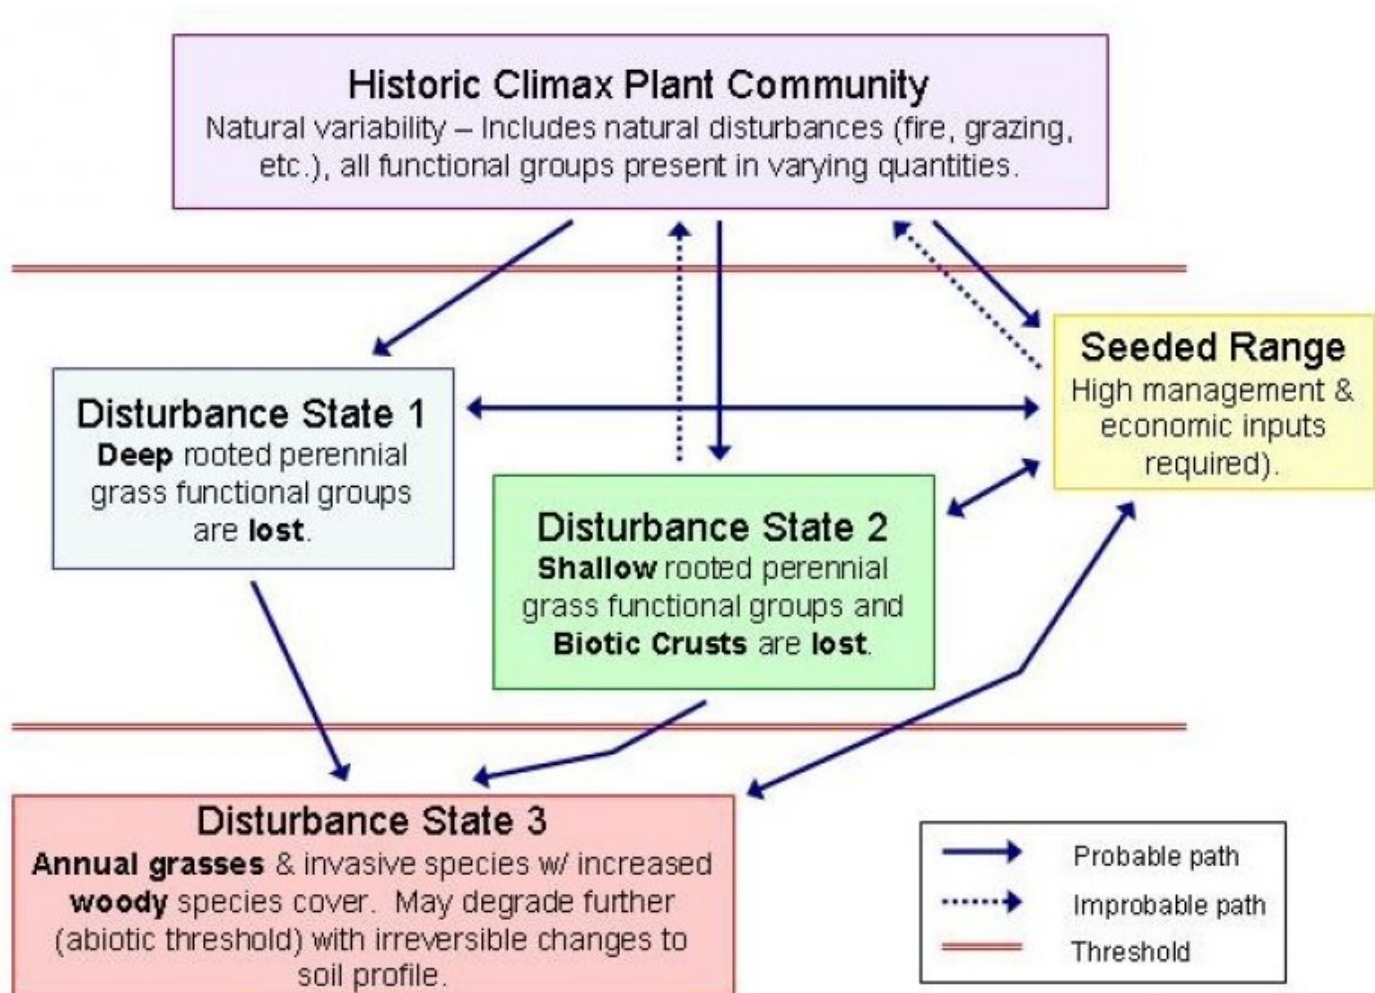 Historic Climax Plant Community
Natural variability – Includes natural disturbances (fire, grazing,
etc.), all functional groups present in varying quantities.
Seeded Range
High management &
economic inputs
required).
Disturbance State 1
Deep rooted perennial
grass functional groups
are lost.
Disturbance State 2
Shallow rooted perennial
grass functional groups and
Biotic Crusts are lost.
Disturbance State 3
Annual grasses & invasive species w/ increased
woody species cover. May degrade further
(abiotic threshold) with irreversible changes to
soil profile.
Probable path
Improbable path
Threshold